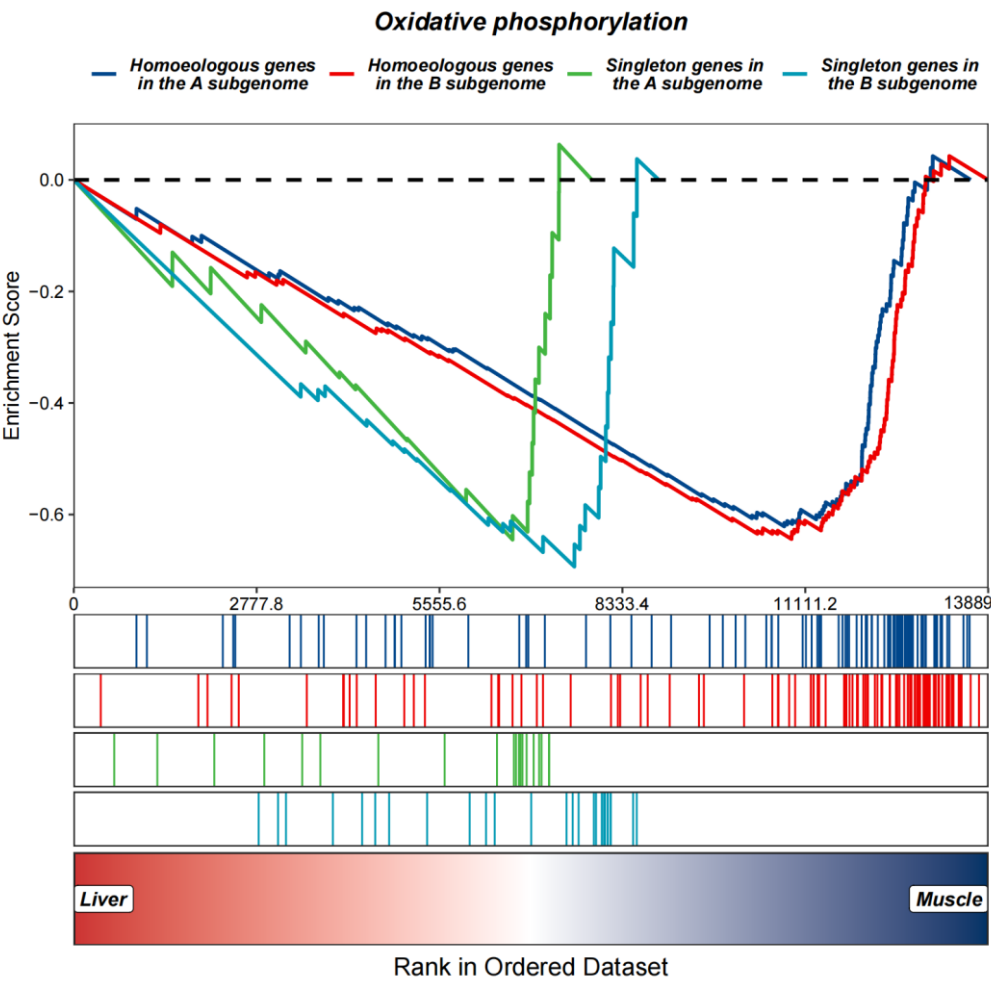 Oxidative phosphorylation
Homoeologous genes
in the A subgenome
Homoeologous genes
in the B subgenome
Singleton genes in
the A subgenome
Singleton genes in
the B subgenome
Enrichment Score
0.0
−0.2
−0.4
−0.6
0
2777.8
5555.6
8333.4
11111.2
13889
Liver
Muscle
Rank in Ordered Dataset